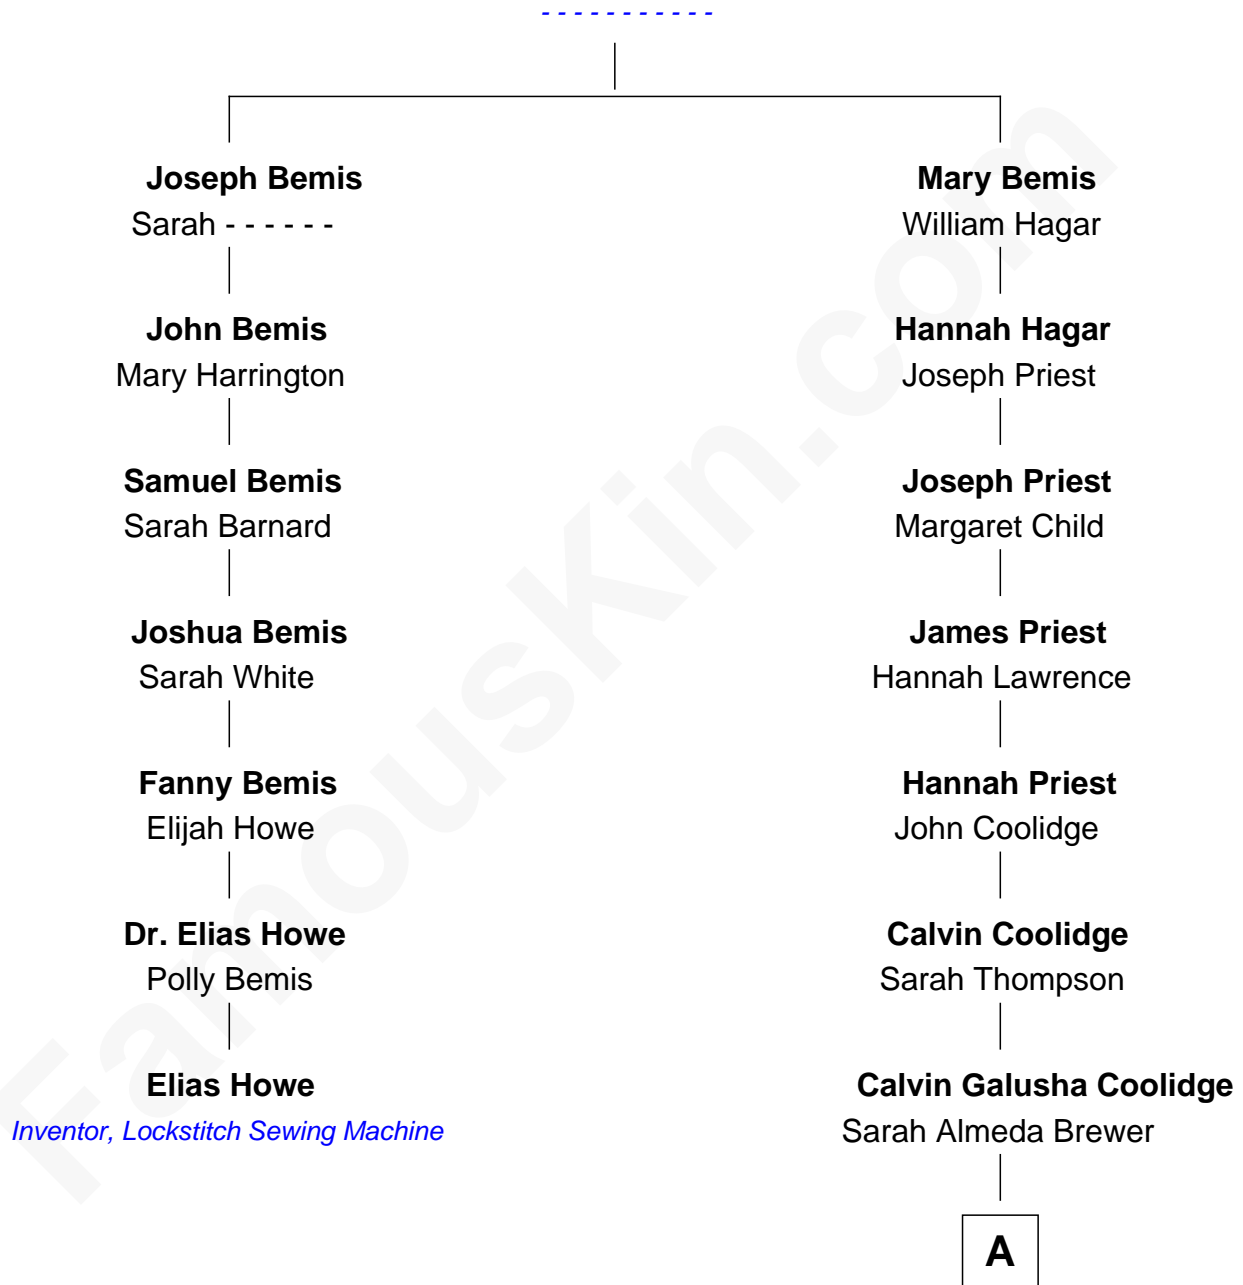 - - - - - - - - - - -
Joseph Bemis
Sarah - - - - - -
Mary Bemis
William Hagar
John Bemis
Mary Harrington
Hannah Hagar
Joseph Priest
Samuel Bemis
Sarah Barnard
Joseph Priest
Margaret Child
Joshua Bemis
Sarah White
James Priest
Hannah Lawrence
Fanny Bemis
Elijah Howe
Hannah Priest
John Coolidge
Dr. Elias Howe
Polly Bemis
Calvin Coolidge
Sarah Thompson
Elias Howe
Inventor, Lockstitch Sewing Machine
Calvin Galusha Coolidge
Sarah Almeda Brewer
A
FamousKin.com